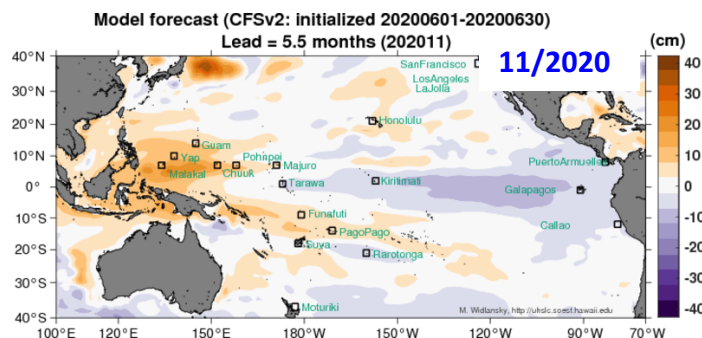 Model forecast (CFSv2: initialized 20200601-20200630)
Lead = 5.5 months (202011)
11/2020
(cm)
40°N
30°N
20°N
10°N
0°
10°S
20°S
30°S
40°S
100°E
120°E
150°E
180°W
150°W
120°W
90°W
70°W
40
30
20
10
0
-10
-20
-30
-40
SanFrancisco
LosAngeles
LaJolla
Honolulu
Guam
Yap
Pohnpei
Malakal
Chuuk
Majuro
PuertoArmuelle
Tarawa
Kiritimati
Galapagos
Funafuti
PagoPago
Callao
Suva
Rarotonga
Moturiki
M. Widlansky, http://uhslc.soest.hawaii.edu